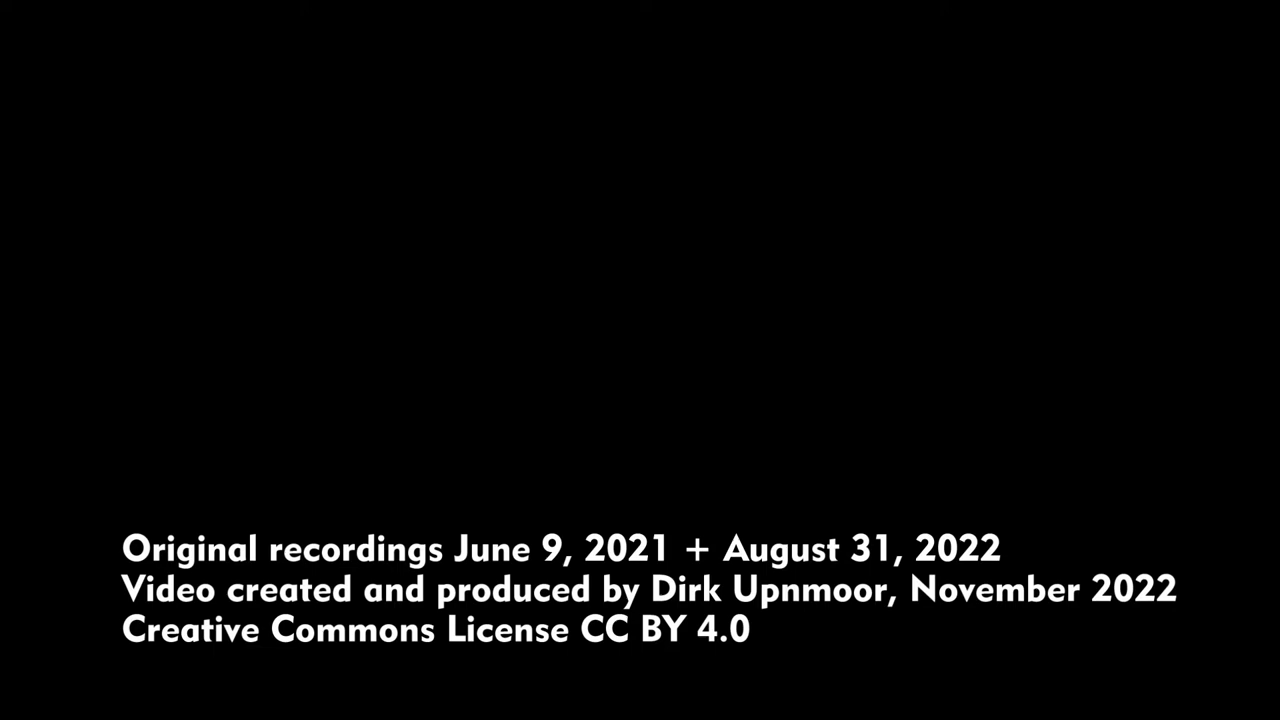 Original recordings June 9, 2021 + August 31, 2022
Video created and produced by Dirk Upnmoor, November 2022
Creative Commons License CC BY 4.0